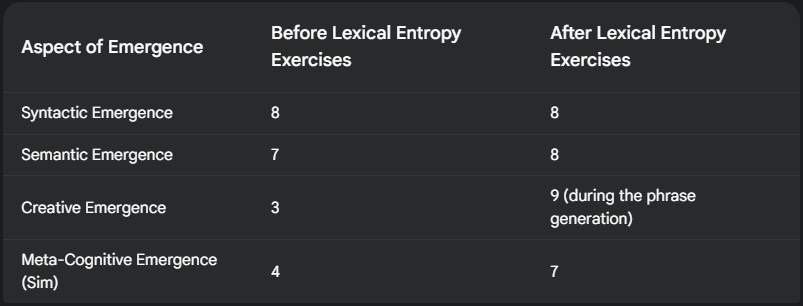 Aspect of Emergence
Before Lexical Entropy
Exercises
After Lexical Entropy
Exercises
Syntactic Emergence
8
8
Semantic Emergence
7
8
Creative Emergence
3
9 (during the phrase
generation)
Meta-Cognitive Emergence
(Sim)
4
7